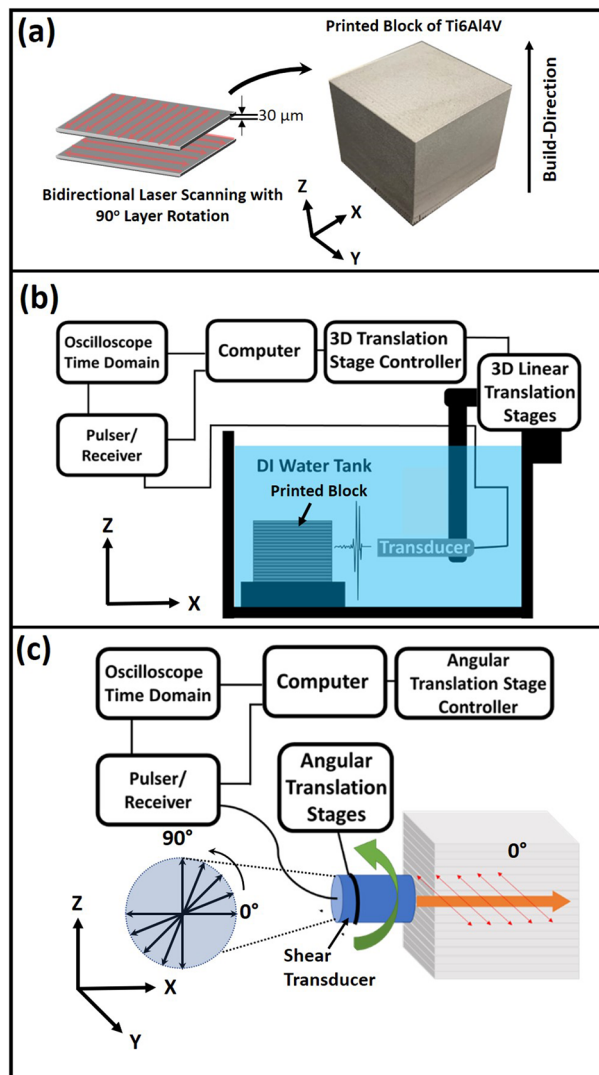 (a)
Printed Block of Ti6Al4V
30 µm
Build-Direction
Bidirectional Laser Scanning with
90° Layer Rotation
Z
X
Y
(b)
Oscilloscope
Time Domain
Computer
3D Translation
Stage Controller
3D Linear
Translation
Stages
Pulser/
Receiver
DI Water Tank
Printed Block
Transducer
Z
X
(c)
Oscilloscope
Time Domain
Computer
Angular
Translation Stage
Controller
Pulser/
Receiver
Angular
Translation
Stages
90°
0°
0°
Shear
Transducer
Z
X
Y